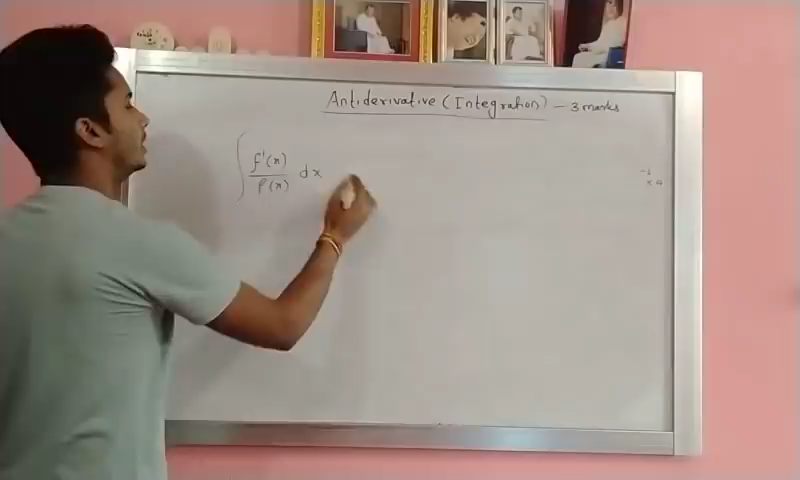 Antiderivative (Integration) - 3 marks
∫ f'(x)/f(x) dx